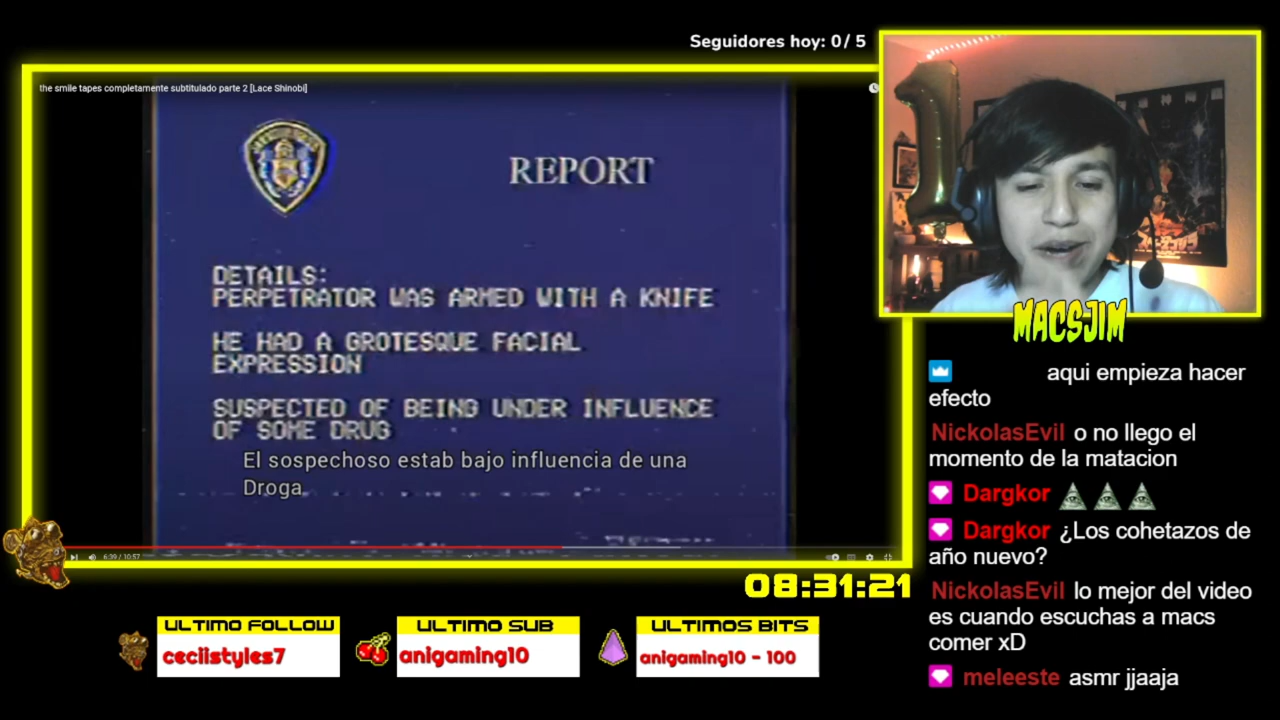 Seguidores hoy: 0/ 5
the smile tapes completamente subtitulado parte 2 [Lace Shinobi]
REPORT
DETAILS:
PERPETRATOR WAS ARMED WITH A KNIFE
HE HAD A GROTESQUE FACIAL
EXPRESSION
SUSPECTED OF BEING UNDER INFLUENCE
OF SOME DRUG
El sospechoso estab bajo influencia de una
Droga
6:39 / 10:57
08:31:21
ULTIMO FOLLOW
ceciistyles7
ULTIMO SUB
anigaming10
ULTIMOS BITS
anigaming10 - 100
MACSJIM
aqui empieza hacer
efecto
NickolasEvil o no llego el
momento de la matacion
Dargkor
Dargkor ¿Los cohetazos de
año nuevo?
NickolasEvil lo mejor del video
es cuando escuchas a macs
comer xD
meleeste asmr jjaaja